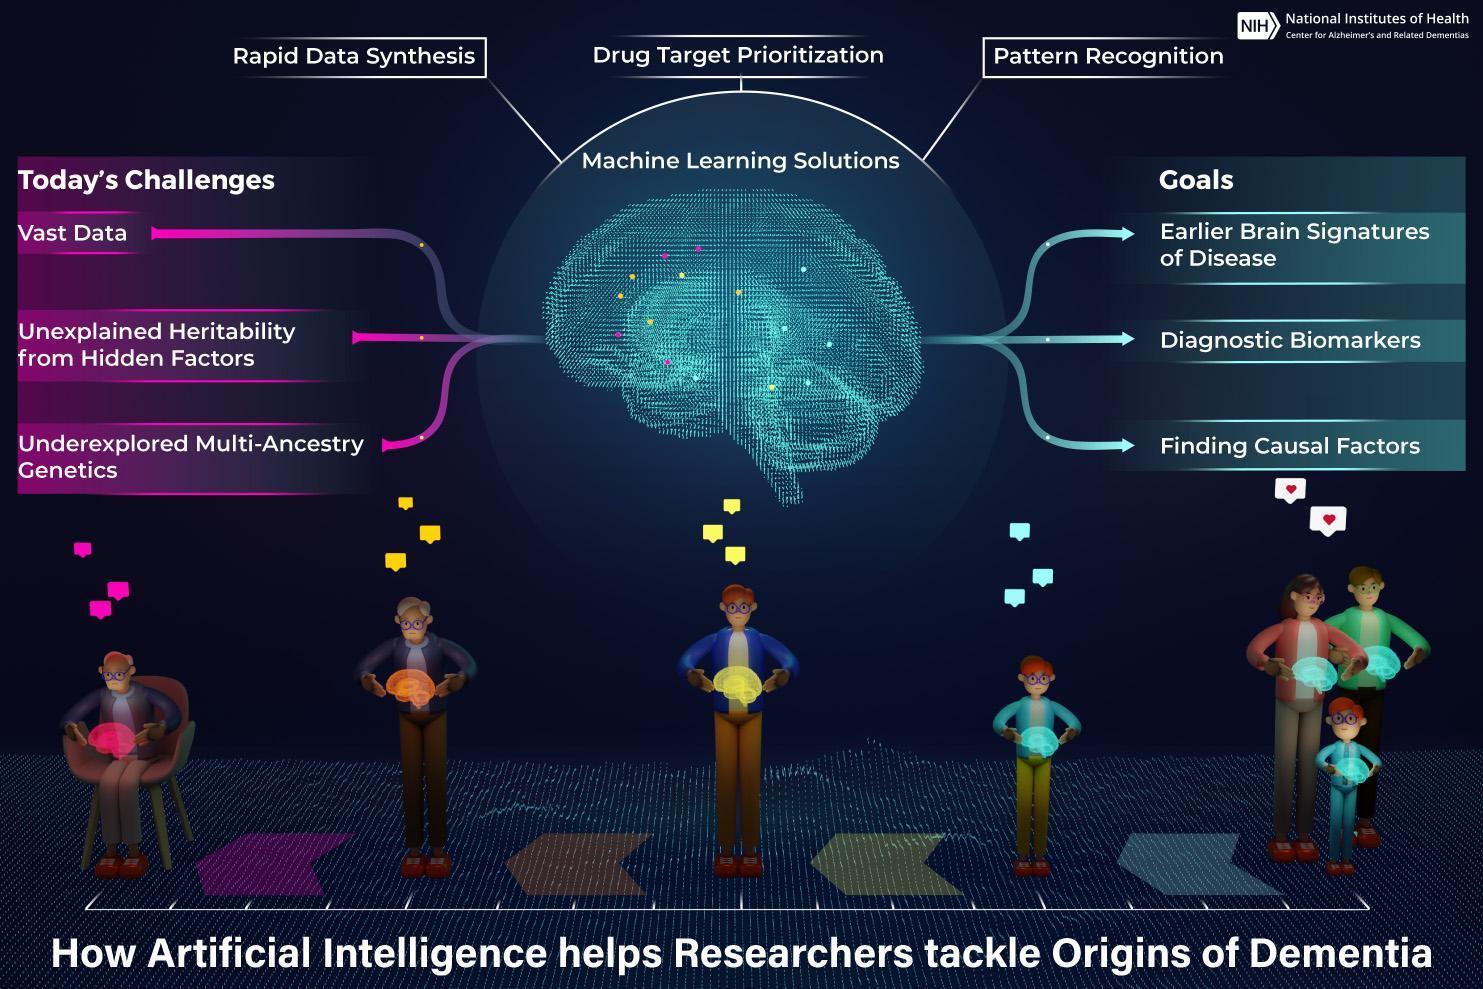 NIH
National Institutes of Health
Center for Alzheimer's and Related Dementias
Rapid Data Synthesis
Drug Target Prioritization
Pattern Recognition
Machine Learning Solutions
Today's Challenges
Vast Data
Unexplained Heritability
from Hidden Factors
Underexplored Multi-Ancestry
Genetics
Goals
Earlier Brain Signatures
of Disease
Diagnostic Biomarkers
Finding Causal Factors
How Artificial Intelligence helps Researchers tackle Origins of Dementia